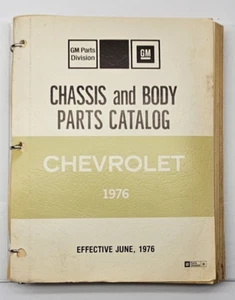 GM Parts
Division
GM
CHASSIS and BODY
PARTS CATALOG
CHEVROLET
1976
EFFECTIVE JUNE, 1976